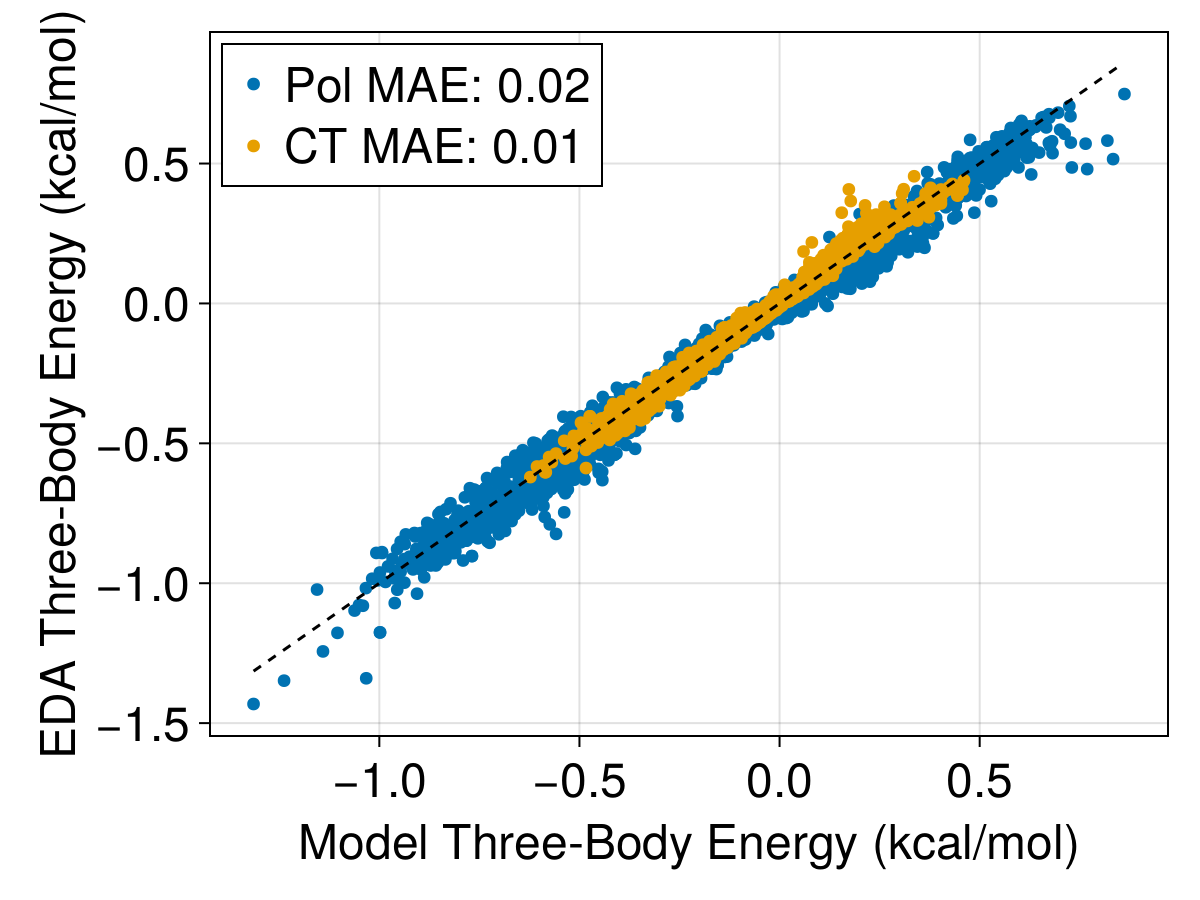 EDA Three-Body Energy (kcal/mol)
Pol MAE: 0.02
CT MAE: 0.01
0.5
0.0
−0.5
−1.0
−1.5
−1.0 −0.5 0.0 0.5
Model Three-Body Energy (kcal/mol)